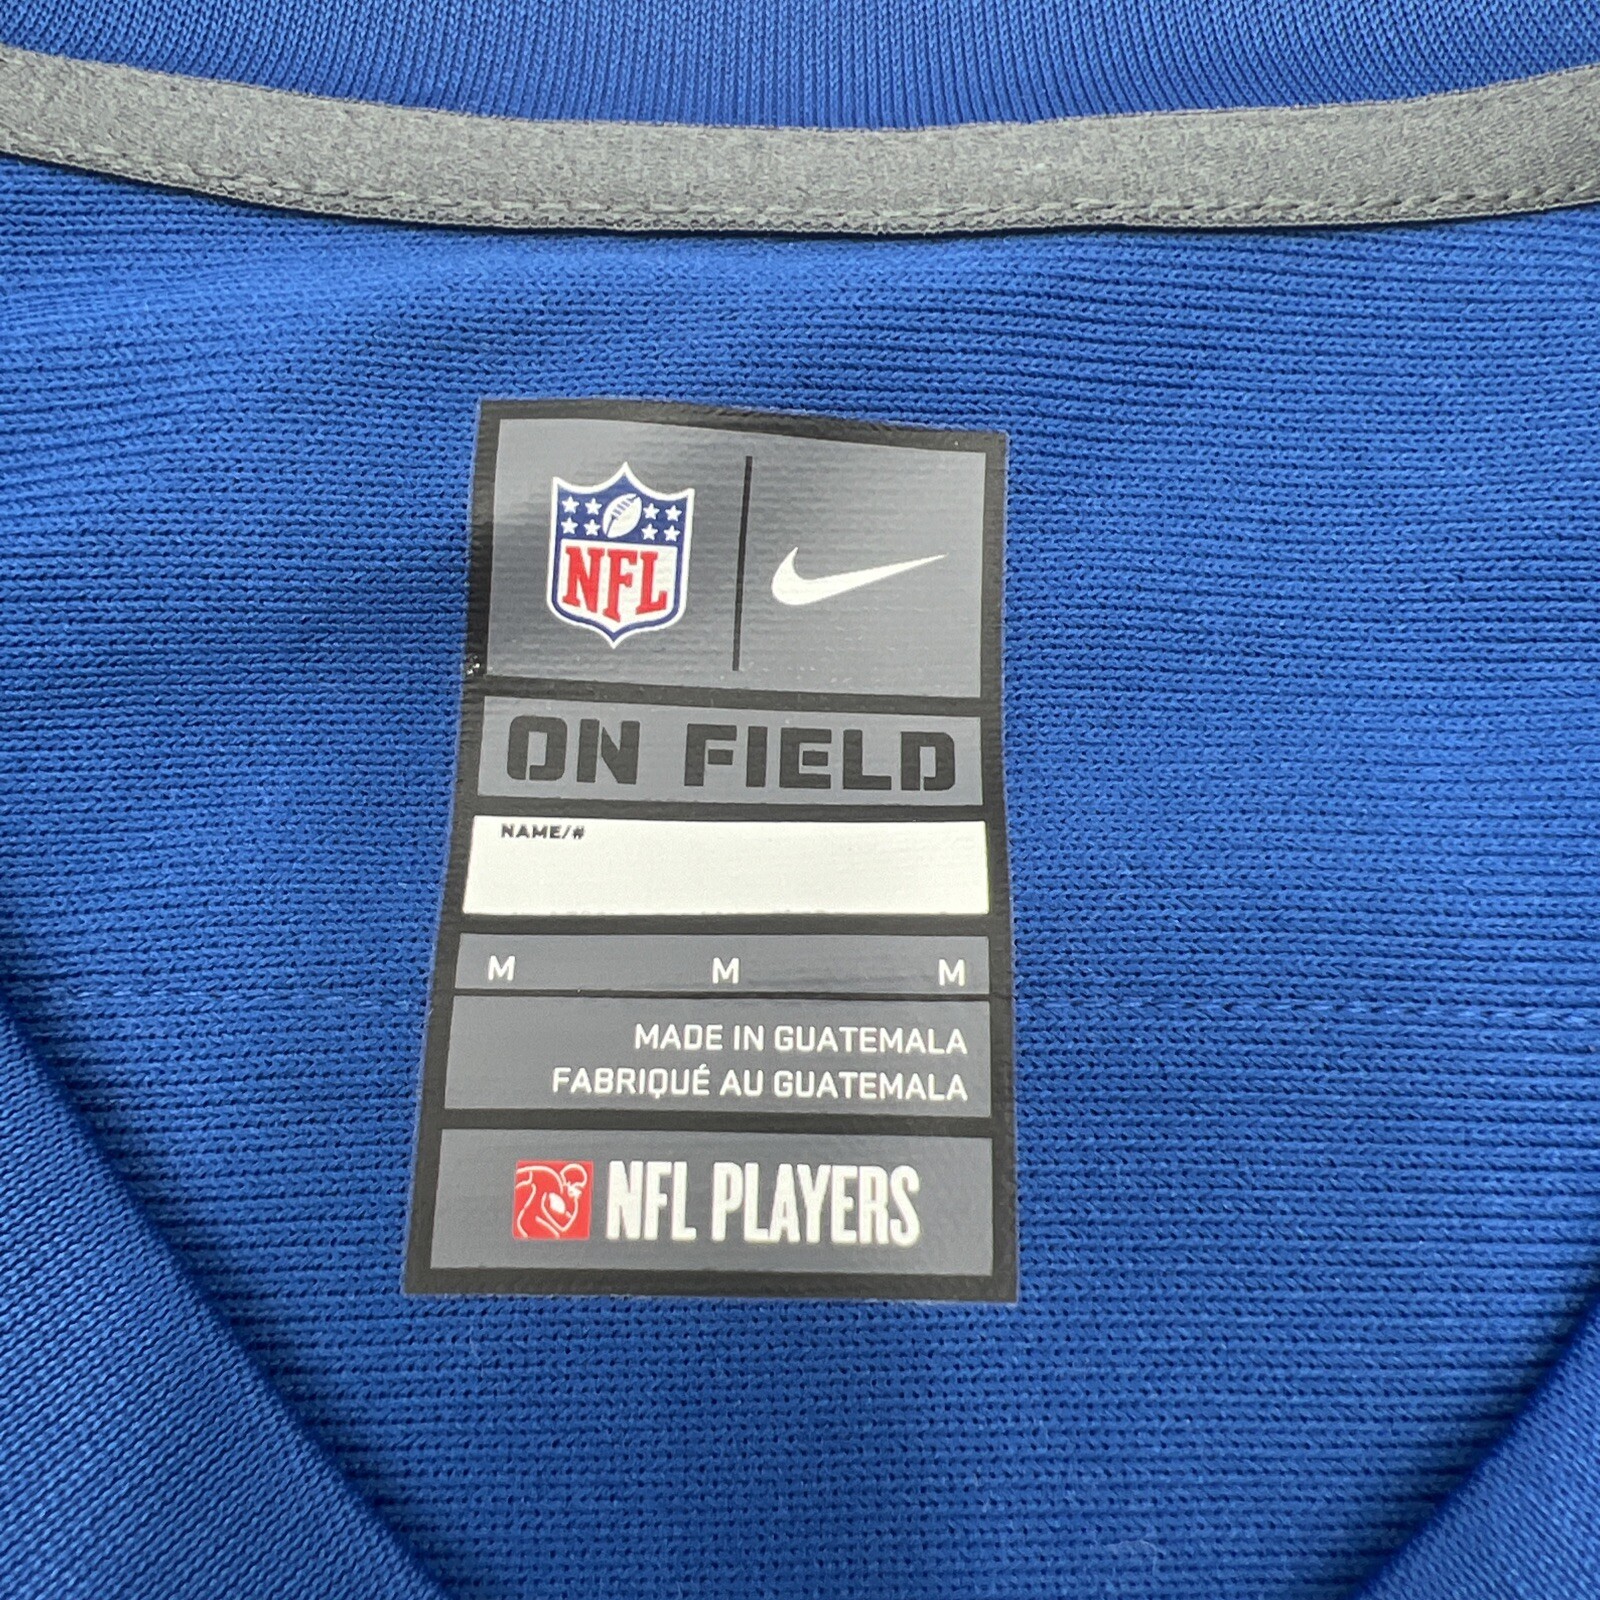 NFL
ON FIELD
NAME/#
M M M
MADE IN GUATEMALA
FABRIQUÉ AU GUATEMALA
NFL PLAYERS